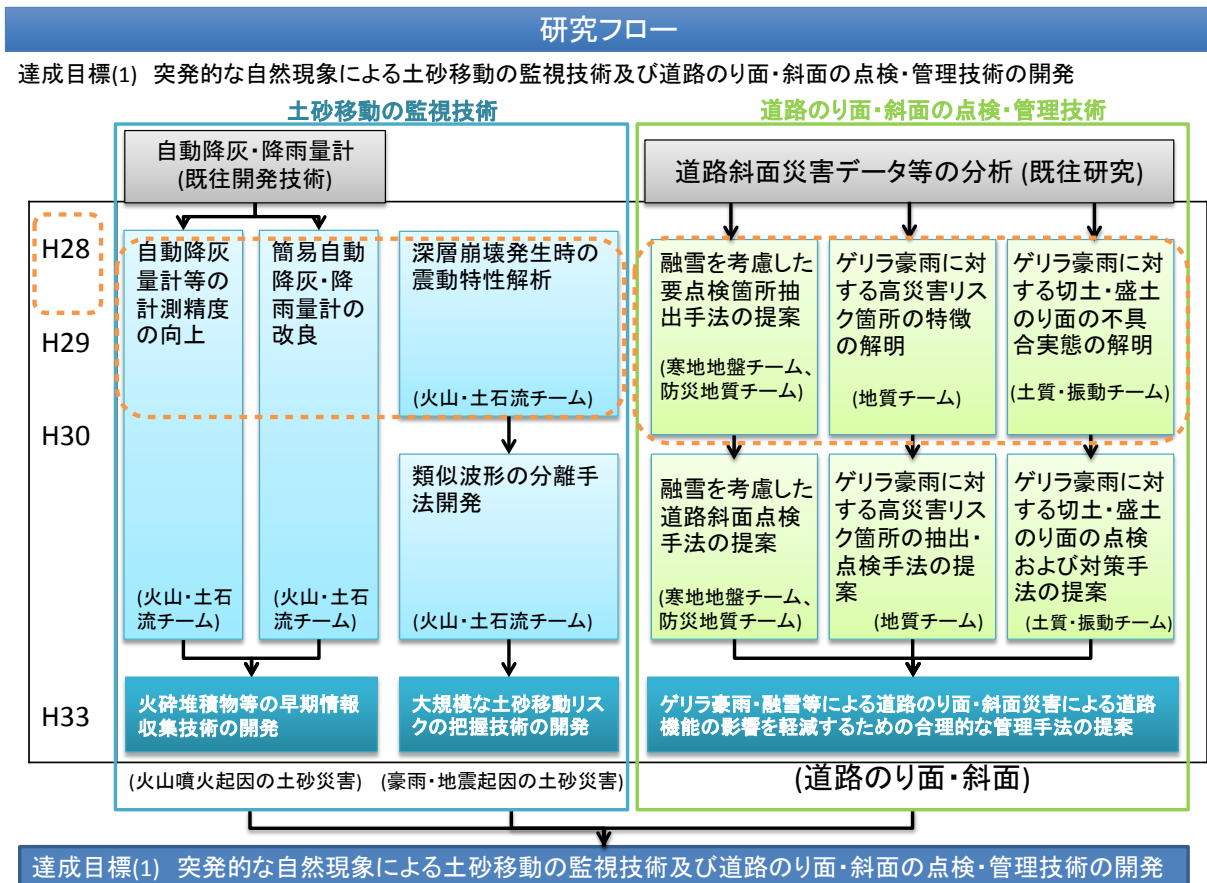 研究フロー
達成目標(1) 突発的な自然現象による土砂移動の監視技術及び道路のり面・斜面の点検・管理技術の開発
土砂移動の監視技術
道路のり面・斜面の点検・管理技術
自動降灰・降雨量計
(既往開発技術)
道路斜面災害データ等の分析 (既往研究)
H28
H29
H30
H33
自動降灰
量計等の
計測精度
の向上
(火山・土石
流チーム)
簡易自動
降灰・降
雨量計の
改良
(火山・土石
流チーム)
深層崩壊発生時の
震動特性解析
(火山・土石流チーム)
類似波形の分離手
法開発
(火山・土石流チーム)
融雪を考慮した
要点検箇所抽
出手法の提案
(寒地地盤チーム、
防災地質チーム)
ゲリラ豪雨に対
する高災害リス
ク箇所の特徴
の解明
(地質チーム)
ゲリラ豪雨に対
する切土・盛土
のり面の不具
合実態の解明
(土質・振動チーム)
融雪を考慮した
道路斜面点検
手法の提案
(寒地地盤チーム、
防災地質チーム)
ゲリラ豪雨に対
する高災害リス
ク箇所の抽出・
点検手法の提
案
(地質チーム)
ゲリラ豪雨に対
する切土・盛土
のり面の点検
および対策手
法の提案
(土質・振動チーム)
火砕堆積物等の早期情報
収集技術の開発
大規模な土砂移動リス
クの把握技術の開発
ゲリラ豪雨・融雪等による道路のり面・斜面災害による道路
機能の影響を軽減するための合理的な管理手法の提案
(火山噴火起因の土砂災害)
(豪雨・地震起因の土砂災害)
(道路のり面・斜面)
達成目標(1) 突発的な自然現象による土砂移動の監視技術及び道路のり面・斜面の点検・管理技術の開発